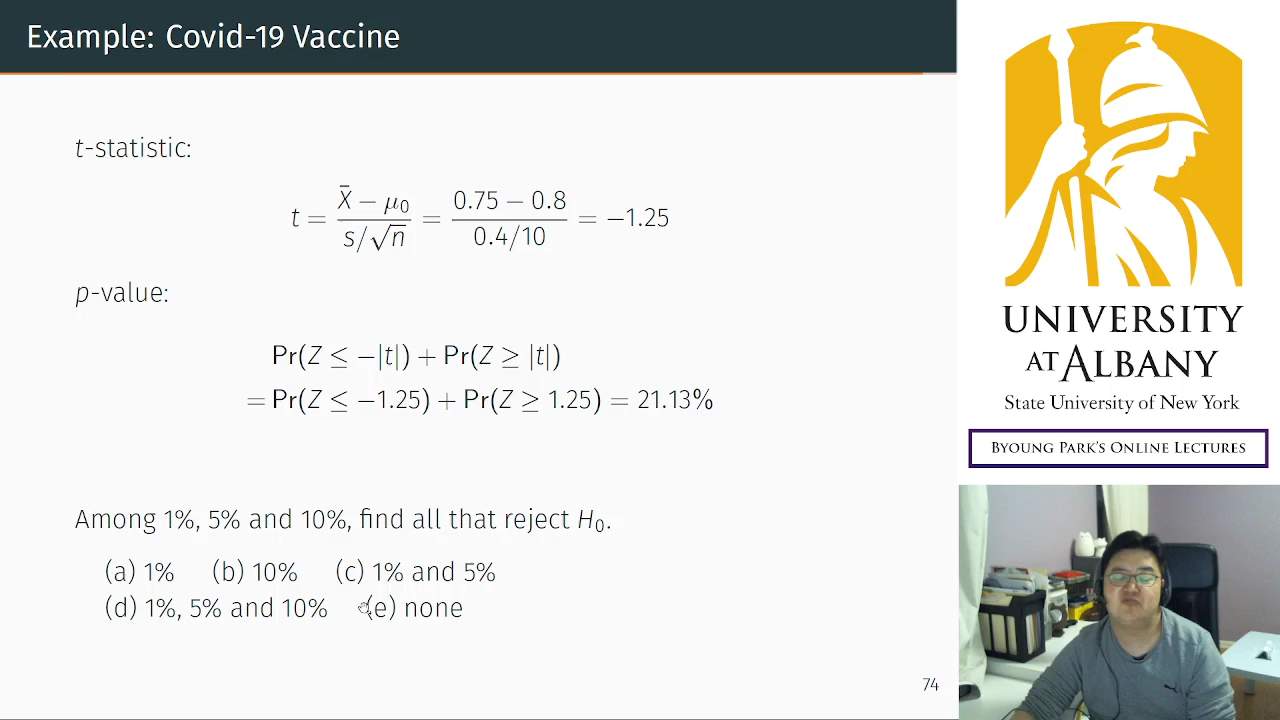 Example: Covid-19 Vaccine
t-statistic:
t = X̄ − μ₀ / s/√n = 0.75 − 0.8 / 0.4/10 = −1.25
p-value:
Pr(Z ≤ −|t|) + Pr(Z ≥ |t|)
= Pr(Z ≤ −1.25) + Pr(Z ≥ 1.25) = 21.13%
Among 1%, 5% and 10%, find all that reject H₀.
(a) 1% (b) 10% (c) 1% and 5%
(d) 1%, 5% and 10% (e) none
74
UNIVERSITY
AT ALBANY
State University of New York
BYOUNG PARK'S ONLINE LECTURES